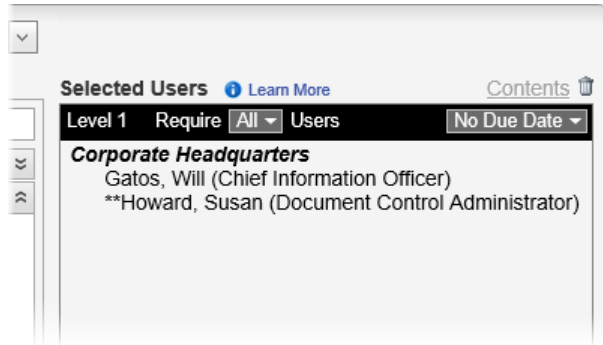 Selected Users Learn More Contents
Level 1 Require All Users No Due Date
Corporate Headquarters
Gatos, Will (Chief Information Officer)
**Howard, Susan (Document Control Administrator)